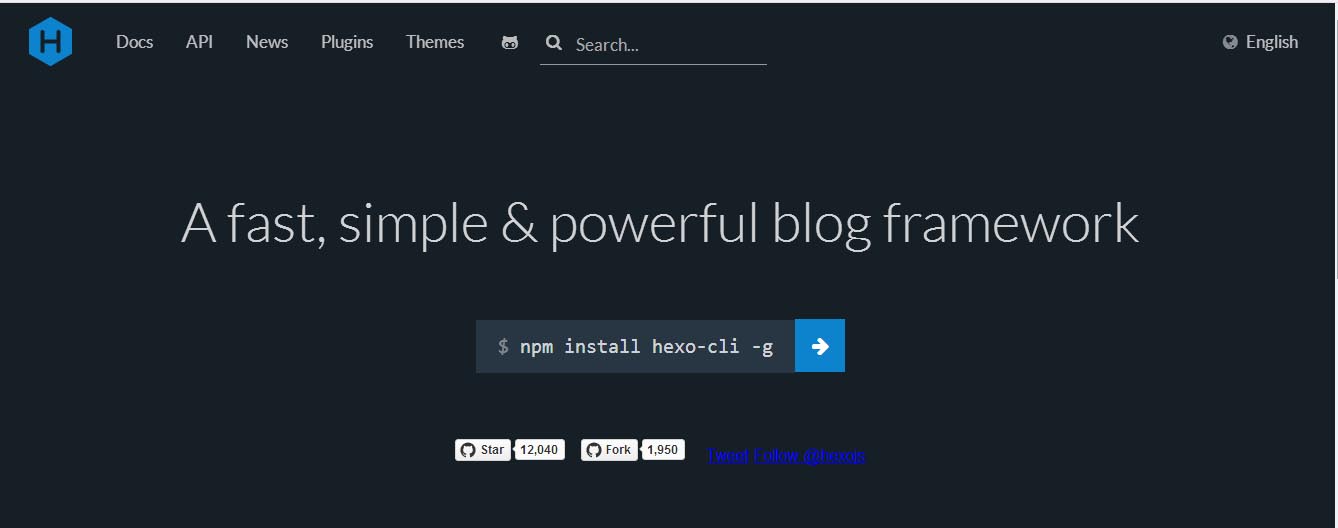 H Docs API News Plugins Themes Search... English
A fast, simple & powerful blog framework
$ npm install hexo-cli -g
Star 12,040 Fork 1,950 Tweet Follow @hexojs